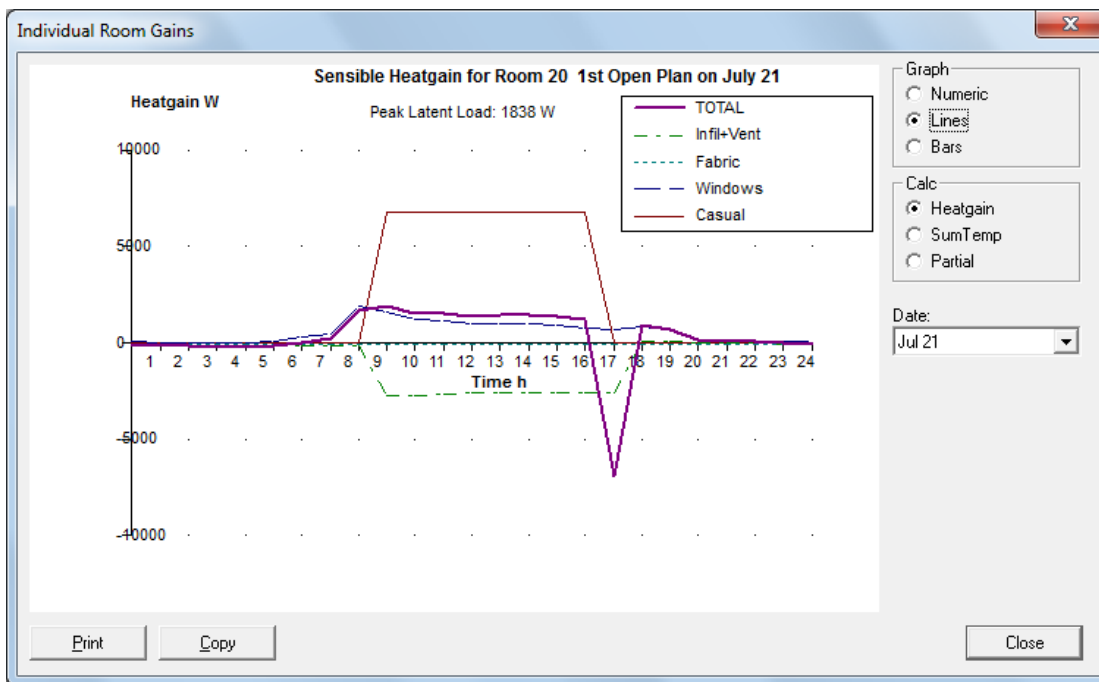 Individual Room Gains
Sensible Heatgain for Room 20 1st Open Plan on July 21
Heatgain W
Peak Latent Load: 1838 W
TOTAL
Infil+Vent
Fabric
Windows
Casual
10000
5000
0
1 2 3 4 5 6 7 8 9 10 11 12 13 14 15 16 17 18 19 20 21 22 23 24
Time h
-5000
-10000
Graph
Numeric
Lines
Bars
Calc
Heatgain
SumTemp
Partial
Date:
Jul 21
Print
Copy
Close